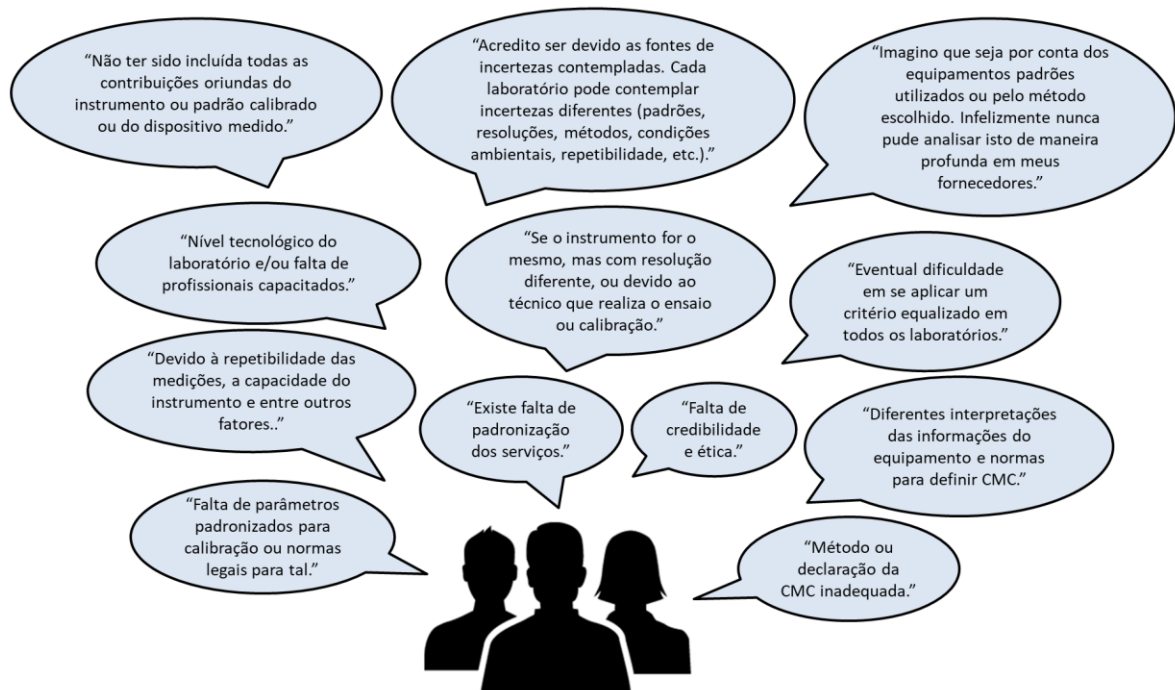 “Não ter sido incluída todas as
contribuições oriundas do
instrumento ou padrão calibrado
ou do dispositivo medido.”
“Acredito ser devido as fontes de
incertezas contempladas. Cada
laboratório pode contemplar
incertezas diferentes (padrões,
resoluções, métodos, condições
ambientais, repetibilidade, etc.).”
“Imagino que seja por conta dos
equipamentos padrões
utilizados ou pelo método
escolhido. Infelizmente nunca
pude analisar isto de maneira
profunda em meus
fornecedores.”
“Nível tecnológico do
laboratório e/ou falta de
profissionais capacitados.”
“Se o instrumento for o
mesmo, mas com resolução
diferente, ou devido ao
técnico que realiza o ensaio
ou calibração.”
“Eventual dificuldade
em se aplicar um
critério equalizado em
todos os laboratórios.”
“Devido à repetibilidade das
medições, a capacidade do
instrumento e entre outros
fatores..”
“Existe falta de
padronização
dos serviços.”
“Falta de
credibilidade
e ética.”
“Diferentes interpretações
das informações do
equipamento e normas
para definir CMC.”
“Falta de parâmetros
padronizados para
calibração ou normas
legais para tal.”
“Método ou
declaração da
CMC inadequada.”